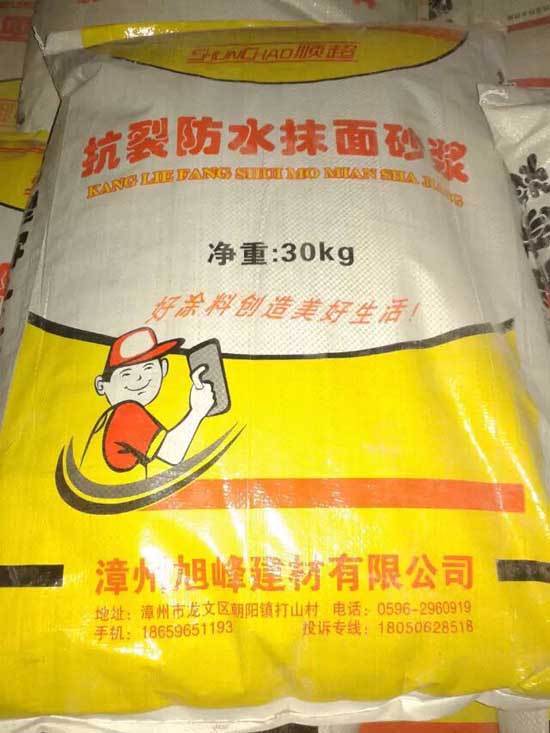 SHUNCHAO顺超
抗裂防水抹面砂浆
KANG LIE FANG SHUI MO MIAN SHA JIANG
净重:30kg
好涂料创造美好生活!
漳州旭峰建材有限公司
地址: 漳州市龙文区朝阳镇打山村 电话: 0596-2960919
手机: 18659651193 投诉专线: 18050628518